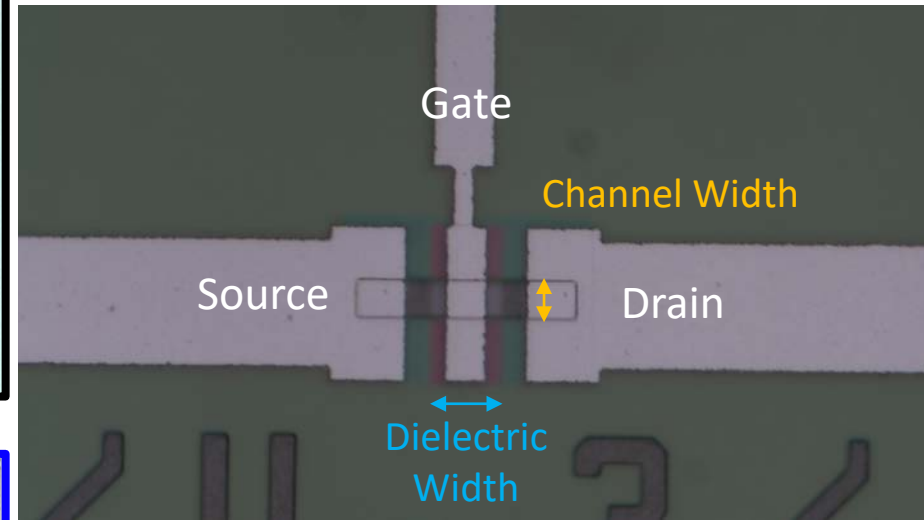 Gate
Channel Width
Source
Drain
Dielectric
Width